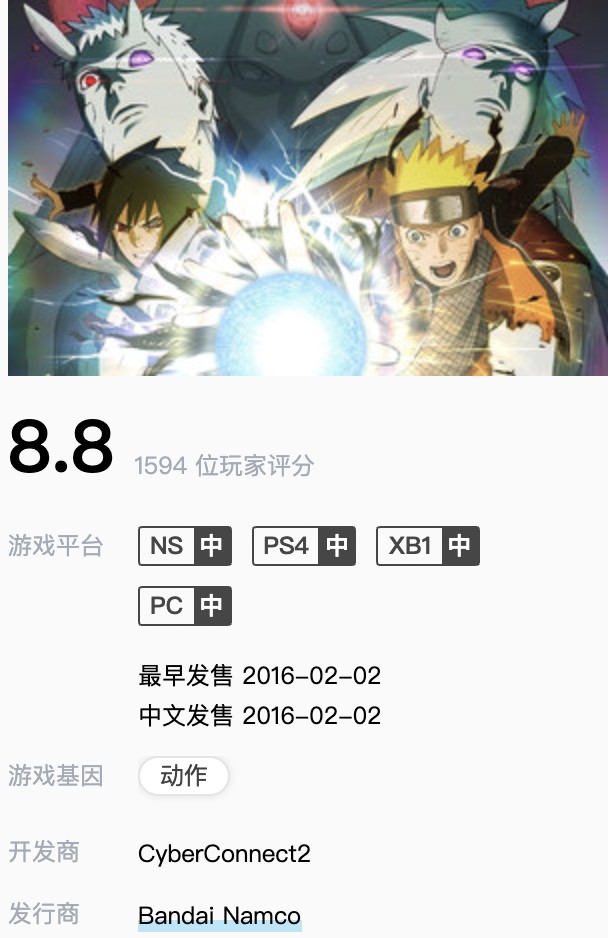 8.8 1594 位玩家评分
游戏平台 NS 中 PS4 中 XB1 中
PC 中
最早发售 2016-02-02
中文发售 2016-02-02
游戏基因 动作
开发商 CyberConnect2
发行商 Bandai Namco